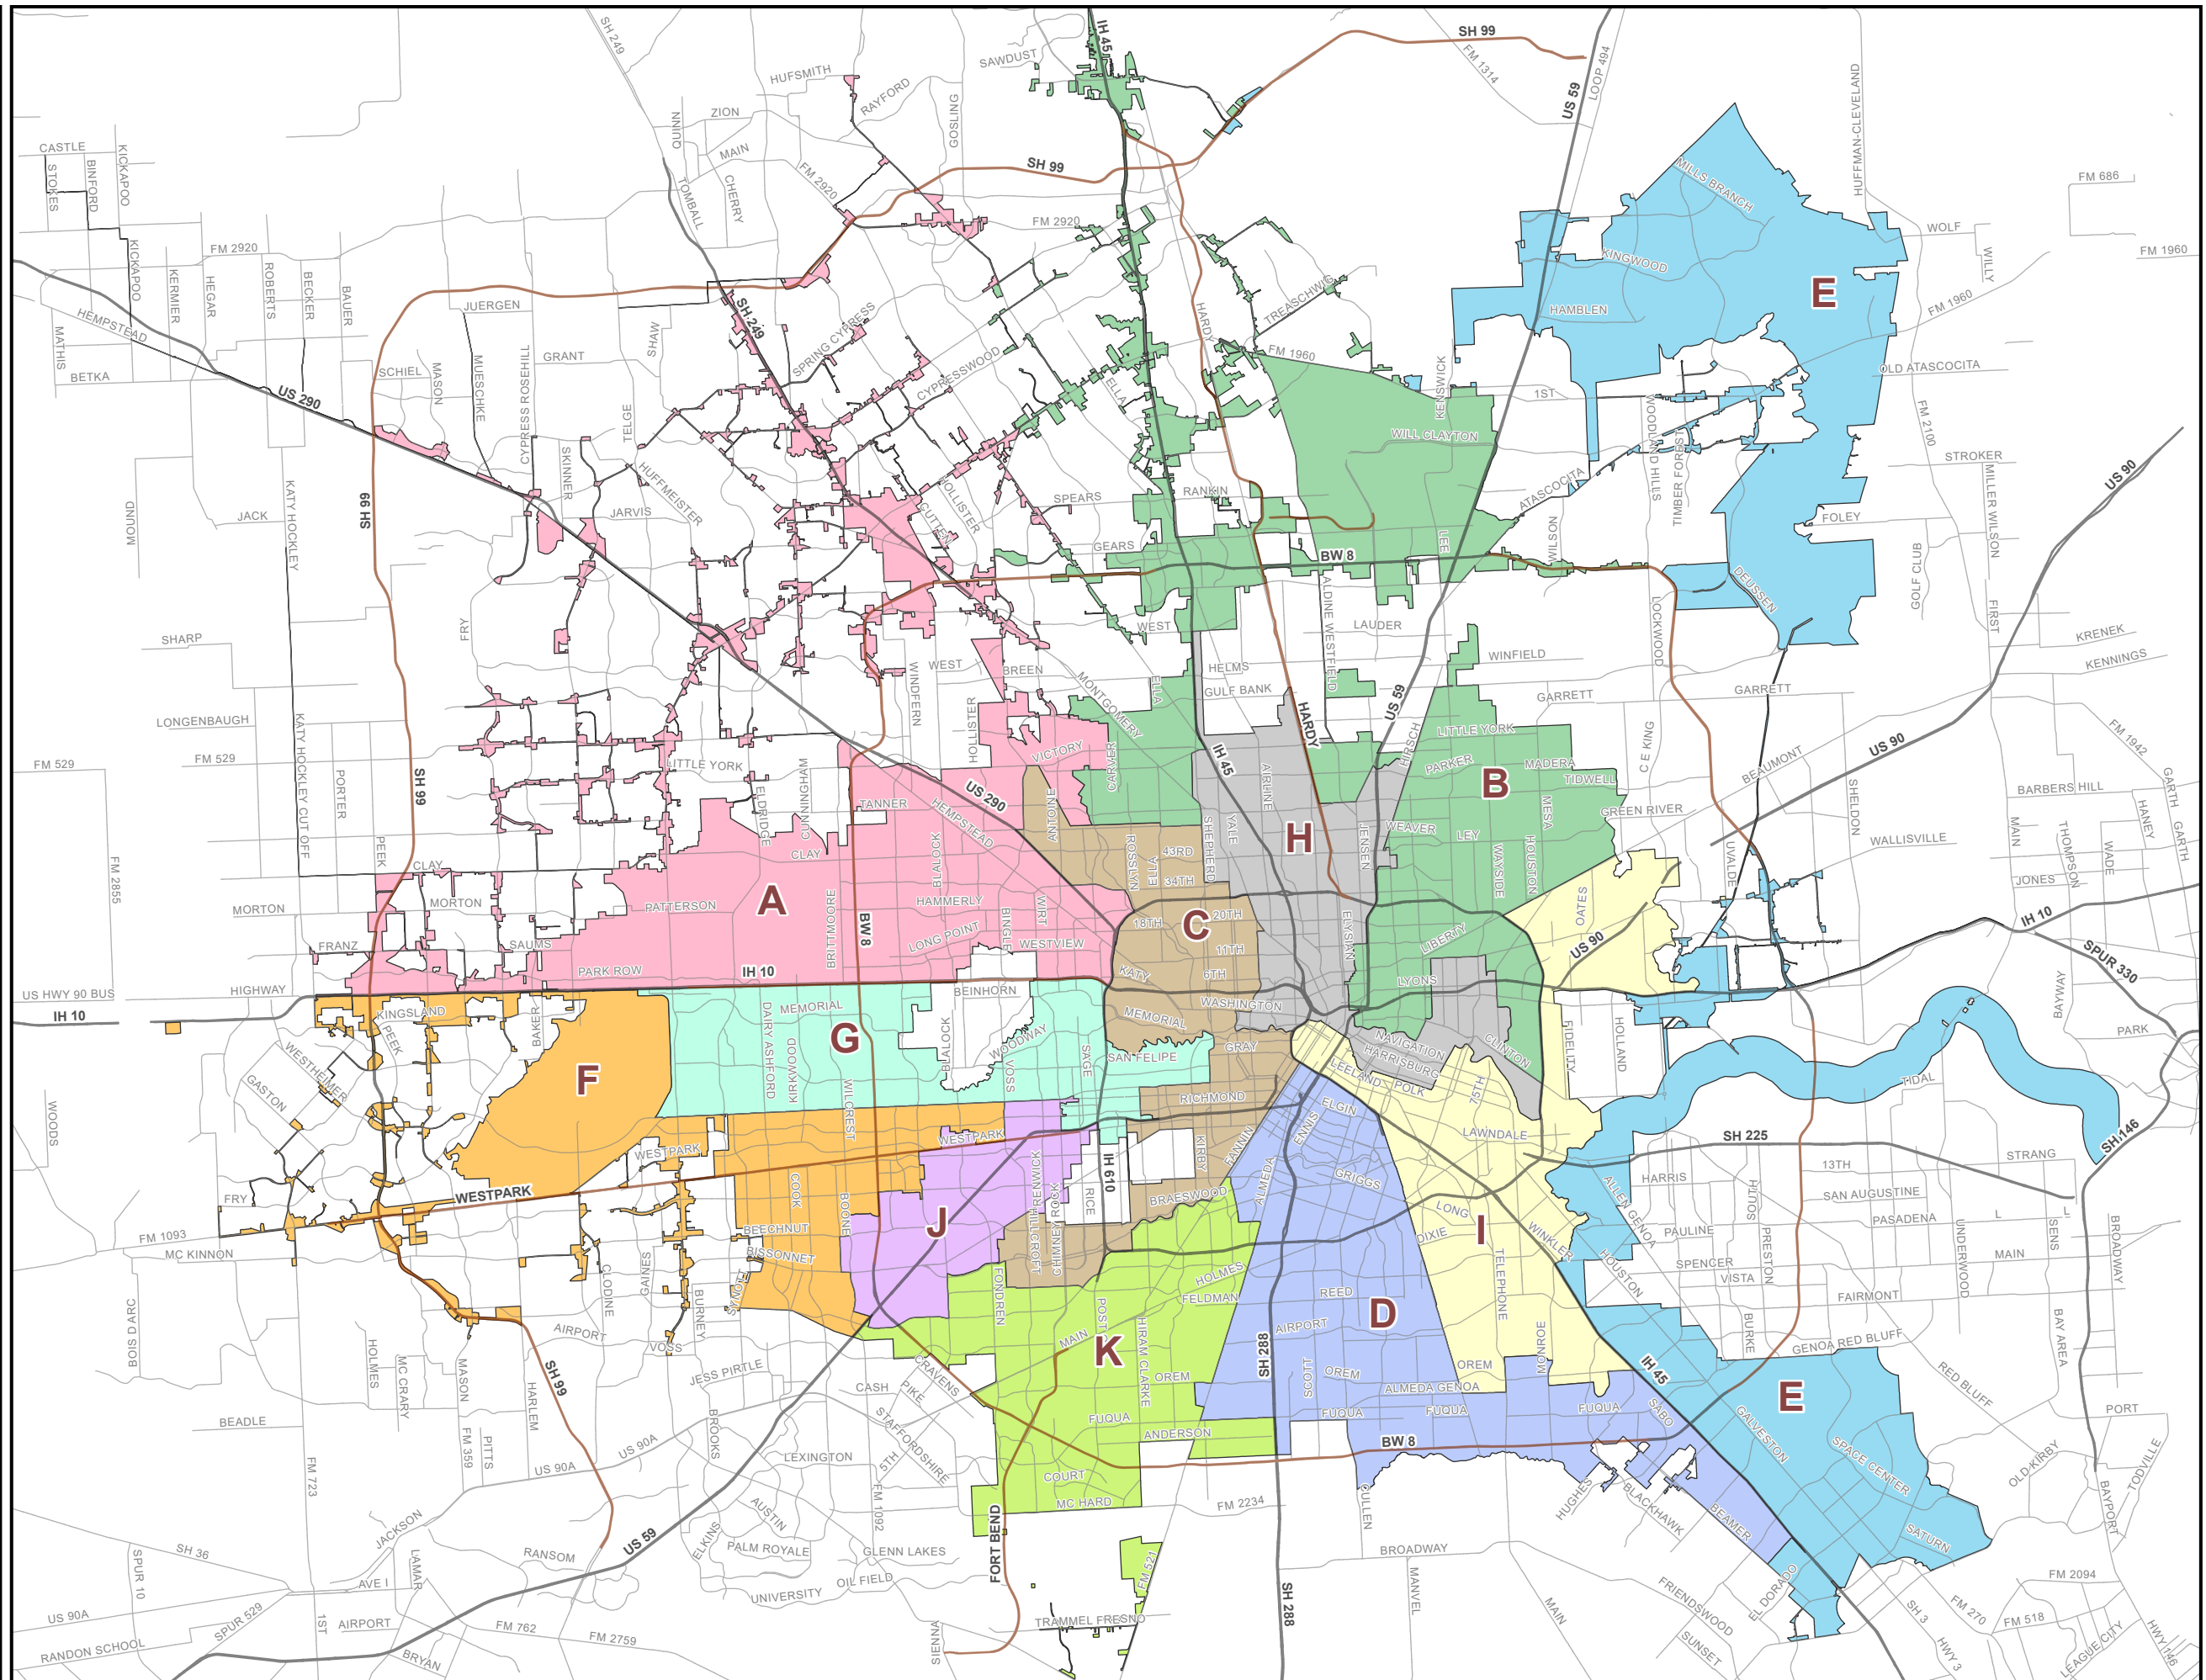 SH 249
IH 45
SH 99
FM 1314
LOOP 494
US 59
HUFFMAN-CLEVELAND
SAWDUST
HUFSMITH
RAYFORD
GOSLING
ZION
QUINN
MAIN
CASTLE
KICKAPOO
STOKES
BINFORD
TOMBALL
CHERRY
FM 2920
SH 99
MILLS BRANCH
FM 686
FM 2920
KICKAPOO
FM 2920
WOLF
WILLY
FM 1960
KERMIER
HEGAR
ROBERTS
BECKER
BAUER
KINGWOOD
E
HEMPSTEAD
MATHIS
JUERGEN
SH 249
SPRING CYPRESS
HARDY
TREASCHWIG
HAMBLEN
FM 1960
SHAW
GRANT
CYPRESSWOOD
FM 1960
BETKA
SCHIEL
MASON
MUESCHKE
CYPRESS ROSEHILL
ELLA
KENSWICK
1ST
OLD ATASCOCITA
US 290
TELGE
WILL CLAYTON
WOODLAND HILLS
TIMBER FOREST
FM 2100
SKINNER
HUFFMEISTER
HOLLISTER
CUTTEN
SPEARS
RANKIN
ATASCOCITA
STROKER
MILLER WILSON
US 90
MOUND
JACK
KATY HOCKLEY
SH 99
JARVIS
GEARS
BW 8
LEE
WILSON
FOLEY
GOLF CLUB
DEUSSEN
ALDINE WESTFIELD
SHARP
FRY
WEST
LAUDER
LOCKWOOD
FIRST
KRENEK
KENNINGS
WEST
BREEN
WINDFERN
HELMS
WINFIELD
MONTGOMERY
ELLA
GULF BANK
GARRETT
GARRETT
LONGENBAUGH
KATY HOCKLEY CUT OFF
HOLLISTER
HARDY
US 59
HIRSCH
LITTLE YORK
FM 529
FM 529
PORTER
PEEK
SH 99
LITTLE YORK
VICTORY
CARAVER
IH 45
AIRLINE
PARKER
MADERA
TIDWELL
C E KING
BEAUMONT
US 90
FM 1942
B
ELDRIDGE
CUNNINGHAM
TANNER
HEMPSTEAD
US 290
ANTOINE
MESA
GREEN RIVER
SHELDON
BARBERS HILL
GARTH
HANEY
FM 2855
CLAY
CLAY
BLALOCK
ROSSLYN
ELLA
43RD
34TH
SHEPHERD
YALE
H
JENSEN
WEAVER
LEY
WAYSIDE
HOUSTON
UVALDE
WALLISVILLE
MAIN
THOMPSON
WADE
GARTH
JONES
MORTON
MORTON
PATTERSON
A
BRITTMOORE
BW 8
HAMMERLY
BINGLE
WIRT
LONG POINT
18TH
C
20TH
11TH
ELYSIAN
LIBERTY
OATES
US 90
IH 10
SPUR 330
FRANZ
SAUMS
WESTVIEW
PARK ROW
IH 10
KATY
6TH
LYONS
US HWY 90 BUS
HIGHWAY
IH 10
KINGSLAND
PEEK
BAKER
MEMORIAL
BEINHORN
WASHINGTON
MEMORIAL
BAYWAY
PARK
DAIRY ASHFORD
KIRKWOOD
G
BLALOCK
WOODWAY
VOSS
SAGE
SAN FELIPE
GRAY
NAVIGATION
HARRISBURG
CLINTON
FIDELITY
HOLLAND
WESTHEIMER
GASTON
F
WILCREST
RICHMOND
LEELAND
POLK
75TH
TIDAL
WOODS
ELGIN
ENNIS
LAWNDALE
SH 225
SH 146
WESTPARK
WESTPARK
WESTPARK
KIRBY
FANNIN
ALMEDA
GRIGGS
HARRIS
13TH
STRANG
FRY
COOK
BOONE
J
RENWICK
HILLCROFT
CHIMNEY ROOK
RICE
IH 610
BRAESWOOD
LONG
I
DIXIE
WINKLER
ALLEN GENOA
SOUTH
SAN AUGUSTINE
PASADENA
L
L
FM 1093
MC KINNON
BEECHNUT
BISSONNET
SYNOTT
TELEPHONE
HOUSTON
PAULINE
PRESTON
UNDERWOOD
SENS
BROADWAY
MAIN
SPENCER
VISTA
CLODINE
GAINES
BURNEY
FONDREN
HOLMES
FELDMAN
REED
FAIRMONT
BOIS D ARC
AIRPORT
VOSS
POST
HIRAM CLARKE
MAIN
K
AIRPORT
D
MONROE
BURKE
GENOA RED BLUFF
BAY AREA
HOLMES
MC CRARY
MASON
SH 99
HARLEM
JESS PIRTLE
CRAVENS
PIKE
CASH
OREM
SH 288
SCOTT
OREM
OREM
ALMEDA GENOA
IH 45
E
RED BLUFF
BEADLE
FM 359
PITTS
BROOKS
STAFFORDSHIRE
FUQUA
ANDERSON
FUQUA
FUQUA
FUQUA
SABO
GALVESTON
PORT
FM 723
US 90A
US 90A
LEXINGTON
5TH
COURT
BW 8
SPACE CENTER
OLD KIRBY
TODVILLE
MC HARD
FM 2234
CULLEN
HUGHES
BLACKHAWK
BEAMER
BAYPORT
SATURN
AUSTIN
FM 1092
FORT BEND
JACKSON
SH 36
SPUR 10
LAMAR
RANSOM
US 59
ELKINS
PALM ROYALE
GLENN LAKES
BROADWAY
EL DORADO
AVE I
UNIVERSITY
OIL FIELD
FM 521
SH 288
MANVEL
MAIN
FRIENDSWOOD
FM 2094
US 90A
SPUR 529
1ST
AIRPORT
FM 762
FM 2759
SIENNA
TRAMMEL FRESNO
SUNSET
SH 3
FM 270
FM 518
HWY 3
LEAGUE CITY
HWY 146
RANDON SCHOOL
BRYAN